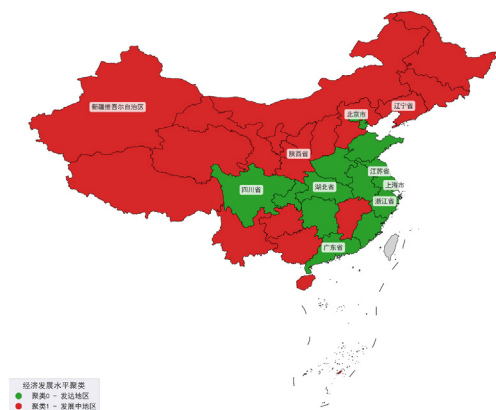 新疆维吾尔自治区
北京市
辽宁省
陕西省
江苏省
四川省
湖北省
上海市
浙江省
广东省
经济发展水平聚类
聚类0 - 发达地区
聚类1 - 发展中地区